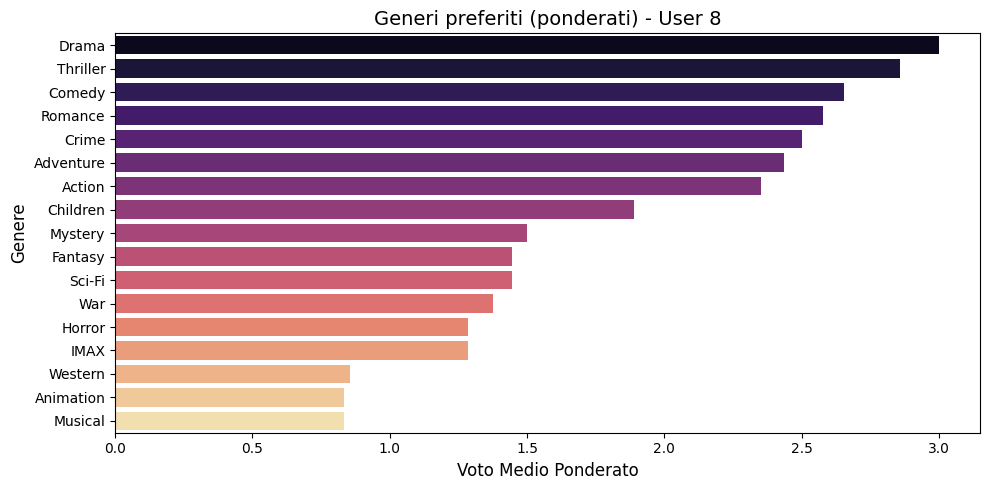 Generi preferiti (ponderati) - User 8
Genere
Drama
Thriller
Comedy
Romance
Crime
Adventure
Action
Children
Mystery
Fantasy
Sci-Fi
War
Horror
IMAX
Western
Animation
Musical
0.0 0.5 1.0 1.5 2.0 2.5 3.0
Voto Medio Ponderato